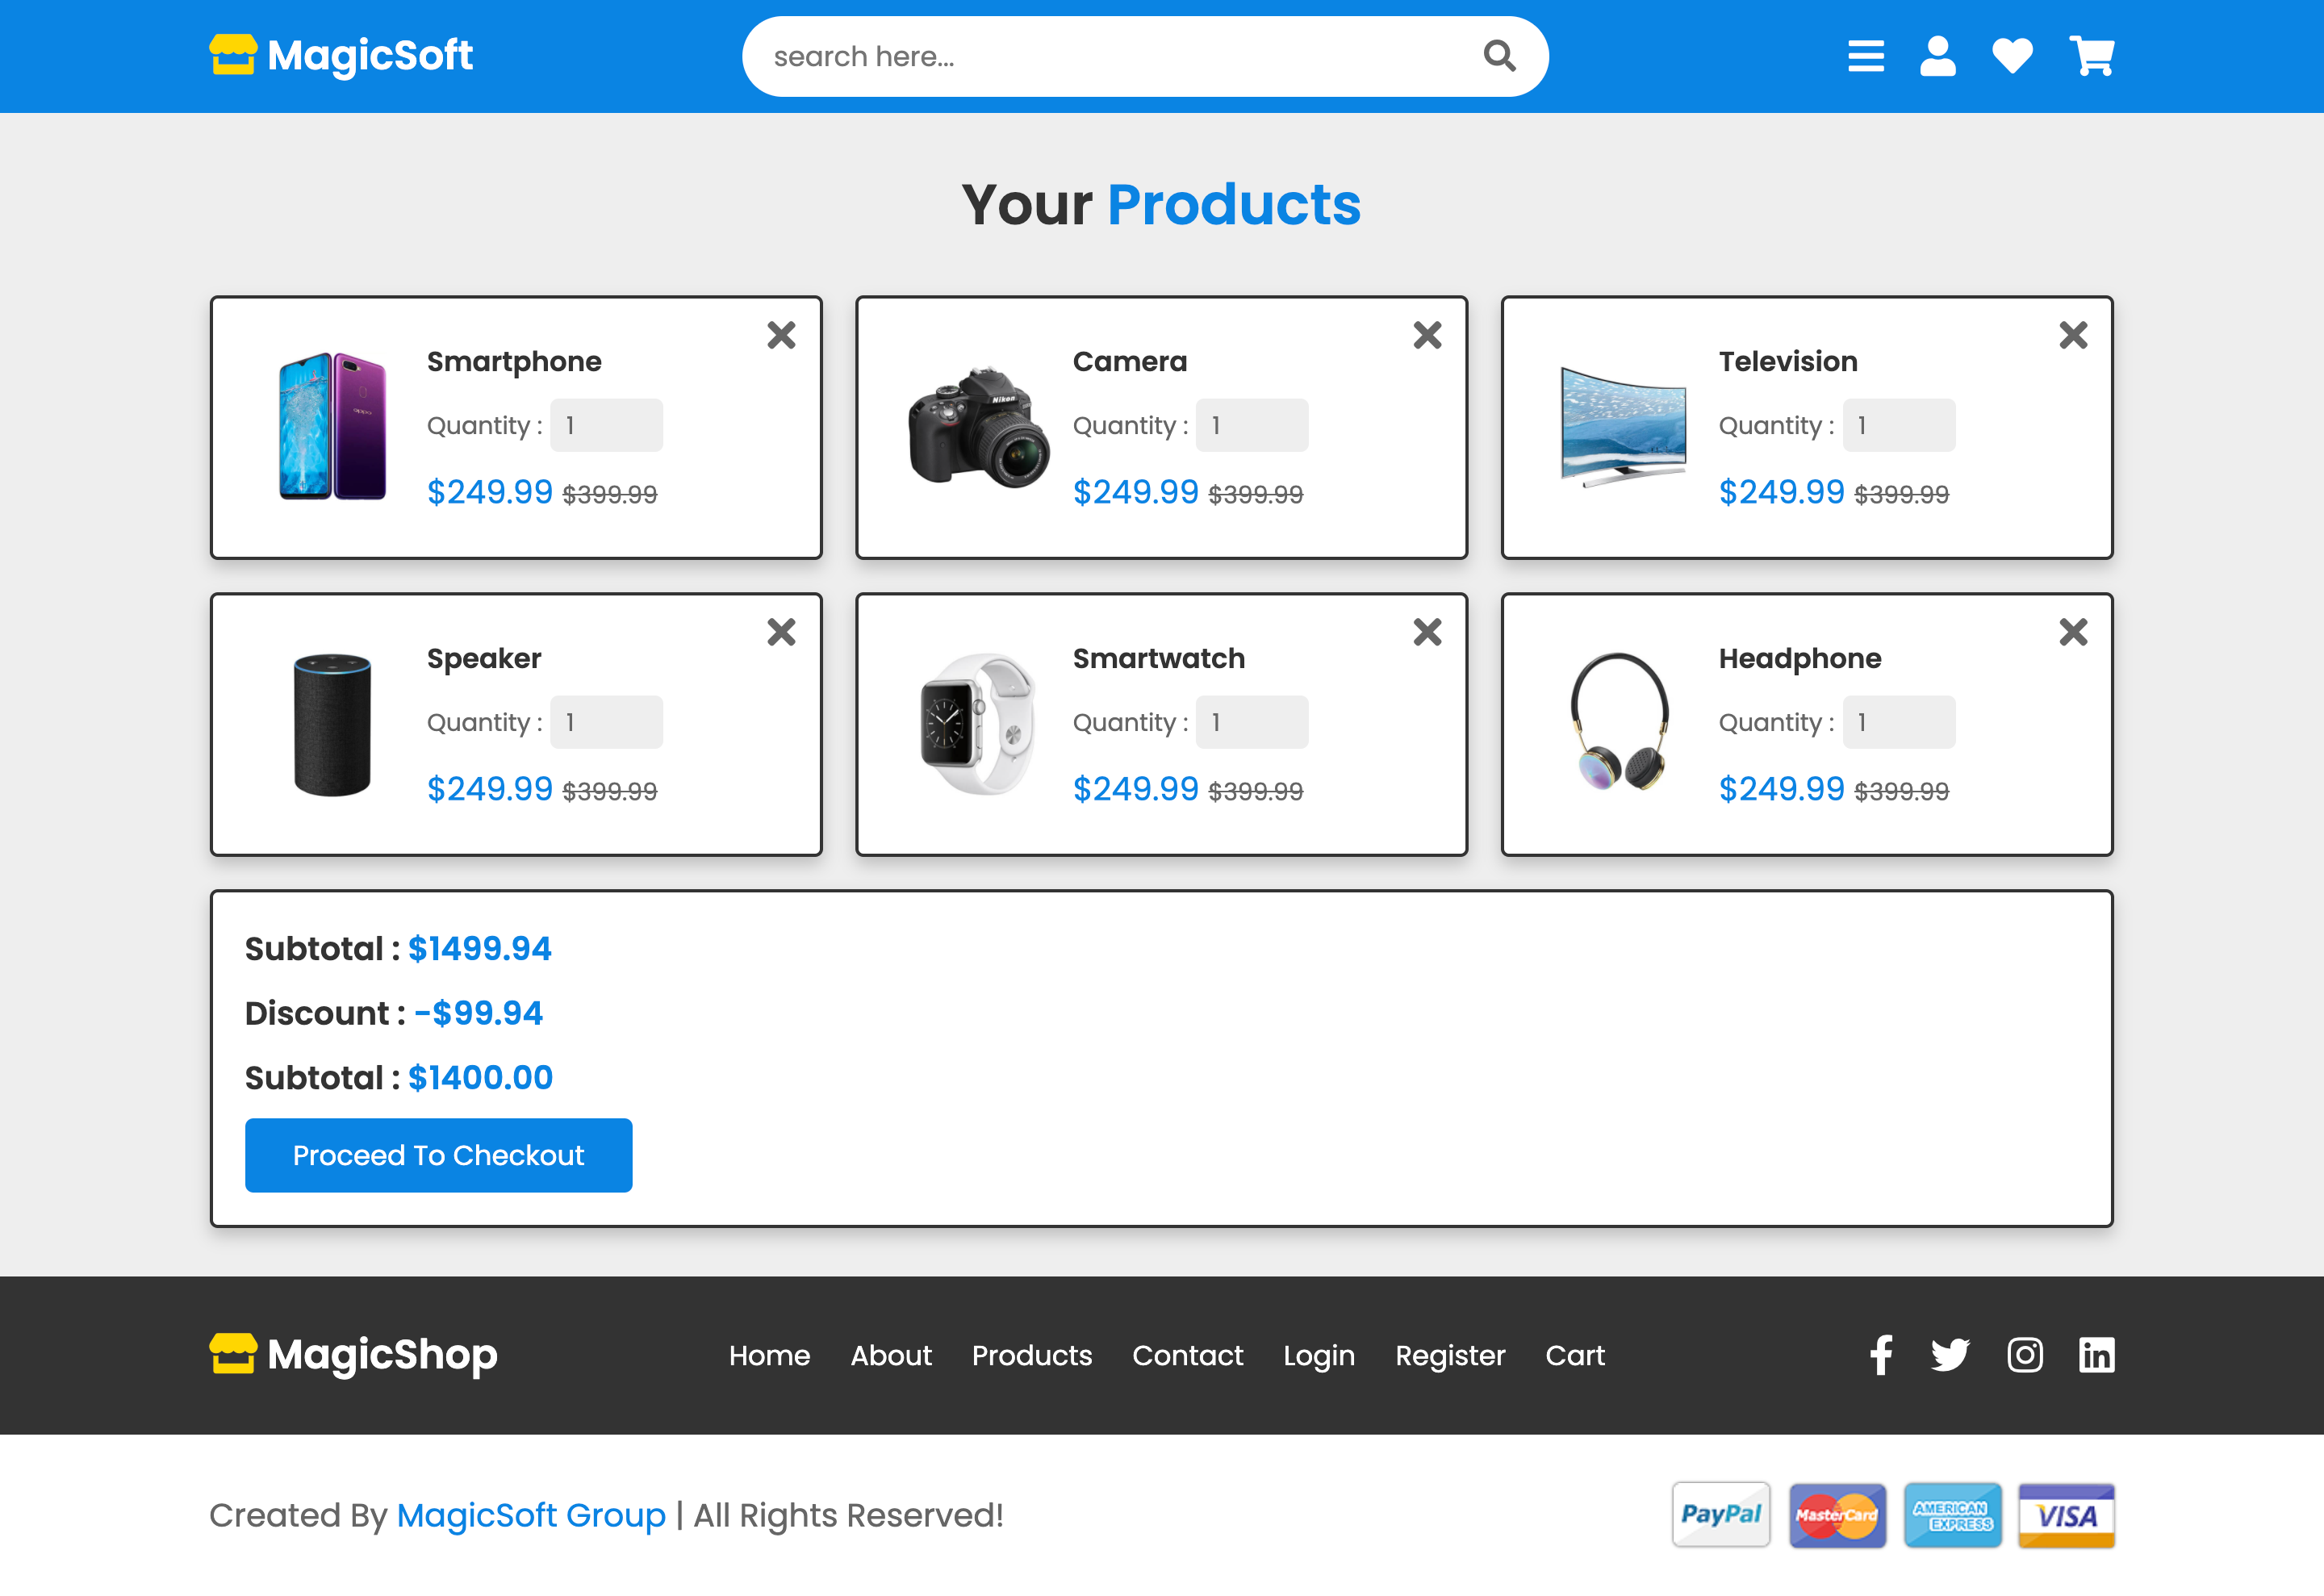 MagicSoft
search here...
Your Products
Smartphone
Quantity : 1
$249.99 $399.99
Camera
Quantity : 1
$249.99 $399.99
Nikon
Television
Quantity : 1
$249.99 $399.99
Speaker
Quantity : 1
$249.99 $399.99
Smartwatch
Quantity : 1
$249.99 $399.99
Headphone
Quantity : 1
$249.99 $399.99
Subtotal : $1499.94
Discount : -$99.94
Subtotal : $1400.00
Proceed To Checkout
MagicShop
Home About Products Contact Login Register Cart
Created By MagicSoft Group | All Rights Reserved!
PayPal
MasterCard
AMERICAN
EXPRESS
VISA